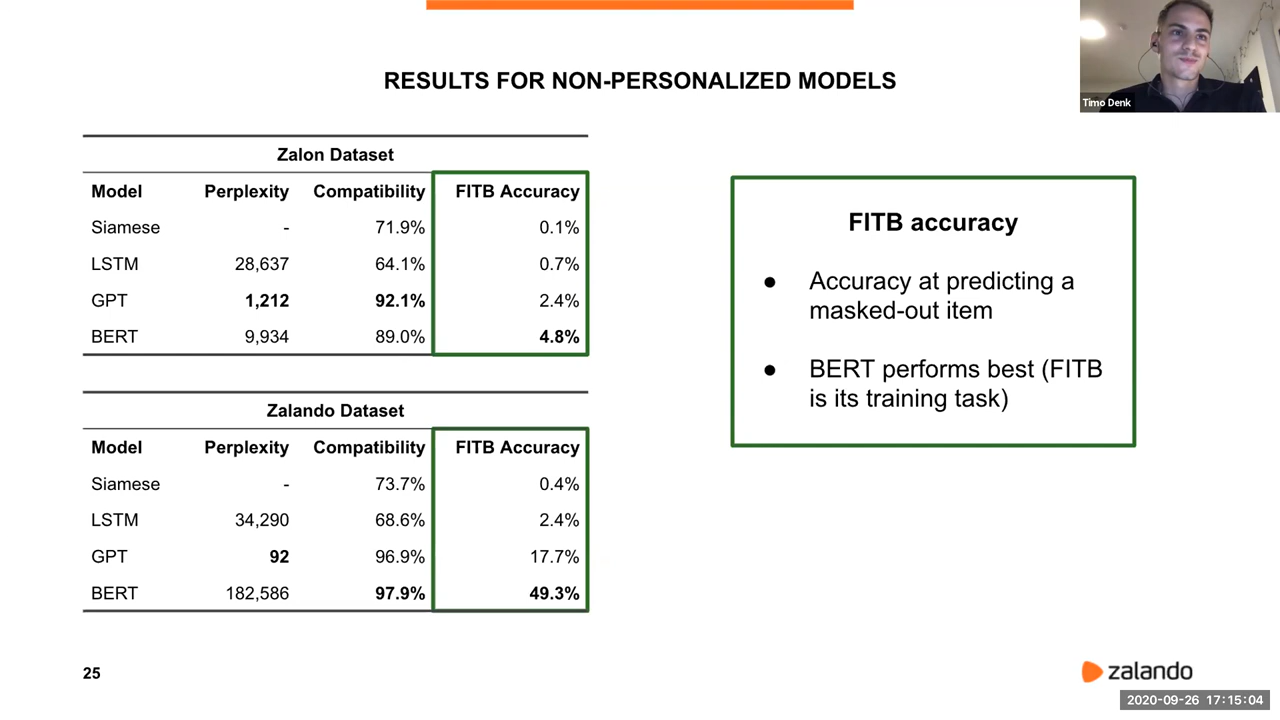 RESULTS FOR NON-PERSONALIZED MODELS
Timo Denk
Zalon Dataset
Model Perplexity Compatibility FITB Accuracy
Siamese - 71.9% 0.1%
LSTM 28,637 64.1% 0.7%
GPT 1,212 92.1% 2.4%
BERT 9,934 89.0% 4.8%
Zalando Dataset
Model Perplexity Compatibility FITB Accuracy
Siamese - 73.7% 0.4%
LSTM 34,290 68.6% 2.4%
GPT 92 96.9% 17.7%
BERT 182,586 97.9% 49.3%
FITB accuracy
● Accuracy at predicting a
masked-out item
● BERT performs best (FITB
is its training task)
25
zalando
2020-09-26 17:15:04